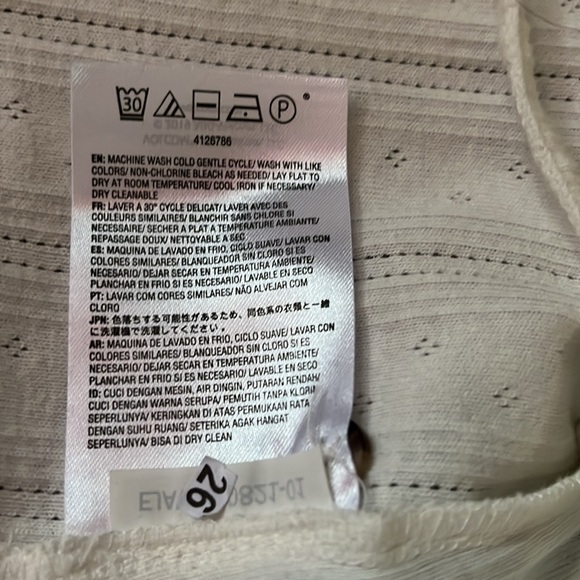 30 P
4126786
EN: MACHINE WASH COLD GENTLE CYCLE/ WASH WITH LIKE
COLORS/ NON-CHLORINE BLEACH AS NEEDED/ LAY FLAT TO
DRY AT ROOM TEMPERATURE/ COOL IRON IF NECESSARY/
DRY CLEANABLE
FR: LAVER A 30° CYCLE DELICAT/ LAVER AVEC DES
COULEURS SIMILAIRES/ BLANCHIR SANS CHLORE SI
NECESSAIRE/ SECHER A PLAT A TEMPERATURE AMBIANTE/
REPASSAGE DOUX/ NETTOYABLE A SEC
ES: MAQUINA DE LAVADO EN FRIO, CICLO SUAVE/ LAVAR CON
COLORES SIMILARES/ BLANQUEADOR SIN CLORO SI ES
NECESARIO/ DEJAR SECAR EN TEMPERATURA AMBIENTE/
PLANCHAR EN FRIO SI ES NECESARIO/ LAVABLE EN SECO
PT: LAVAR COM CORES SIMILARES/ NÃO ALVEJAR COM
CLORO
JPN: 色落ちする可能性があるため、同色系の衣類と一緒
に洗濯機で洗濯してください。
AR: MAQUINA DE LAVADO EN FRIO, CICLO SUAVE/ LAVAR CON
COLORES SIMILARES/ BLANQUEADOR SIN CLORO SI ES
NECESARIO/ DEJAR SECAR EN TEMPERATURA AMBIENTE/
PLANCHAR EN FRIO SI ES NECESARIO/ LAVABLE EN SECO
ID: CUCI DENGAN MESIN, AIR DINGIN, PUTARAN RENDAH/
CUCI DENGAN WARNA SERUPA/ PEMUTIH TANPA KLORIN
SEPERLUNYA/ KERINGKAN DI ATAS PERMUKAAN RATA
DENGAN SUHU RUANG/ SETERIKA AGAK HANGAT
SEPERLUNYA/ BISA DI DRY CLEAN
26